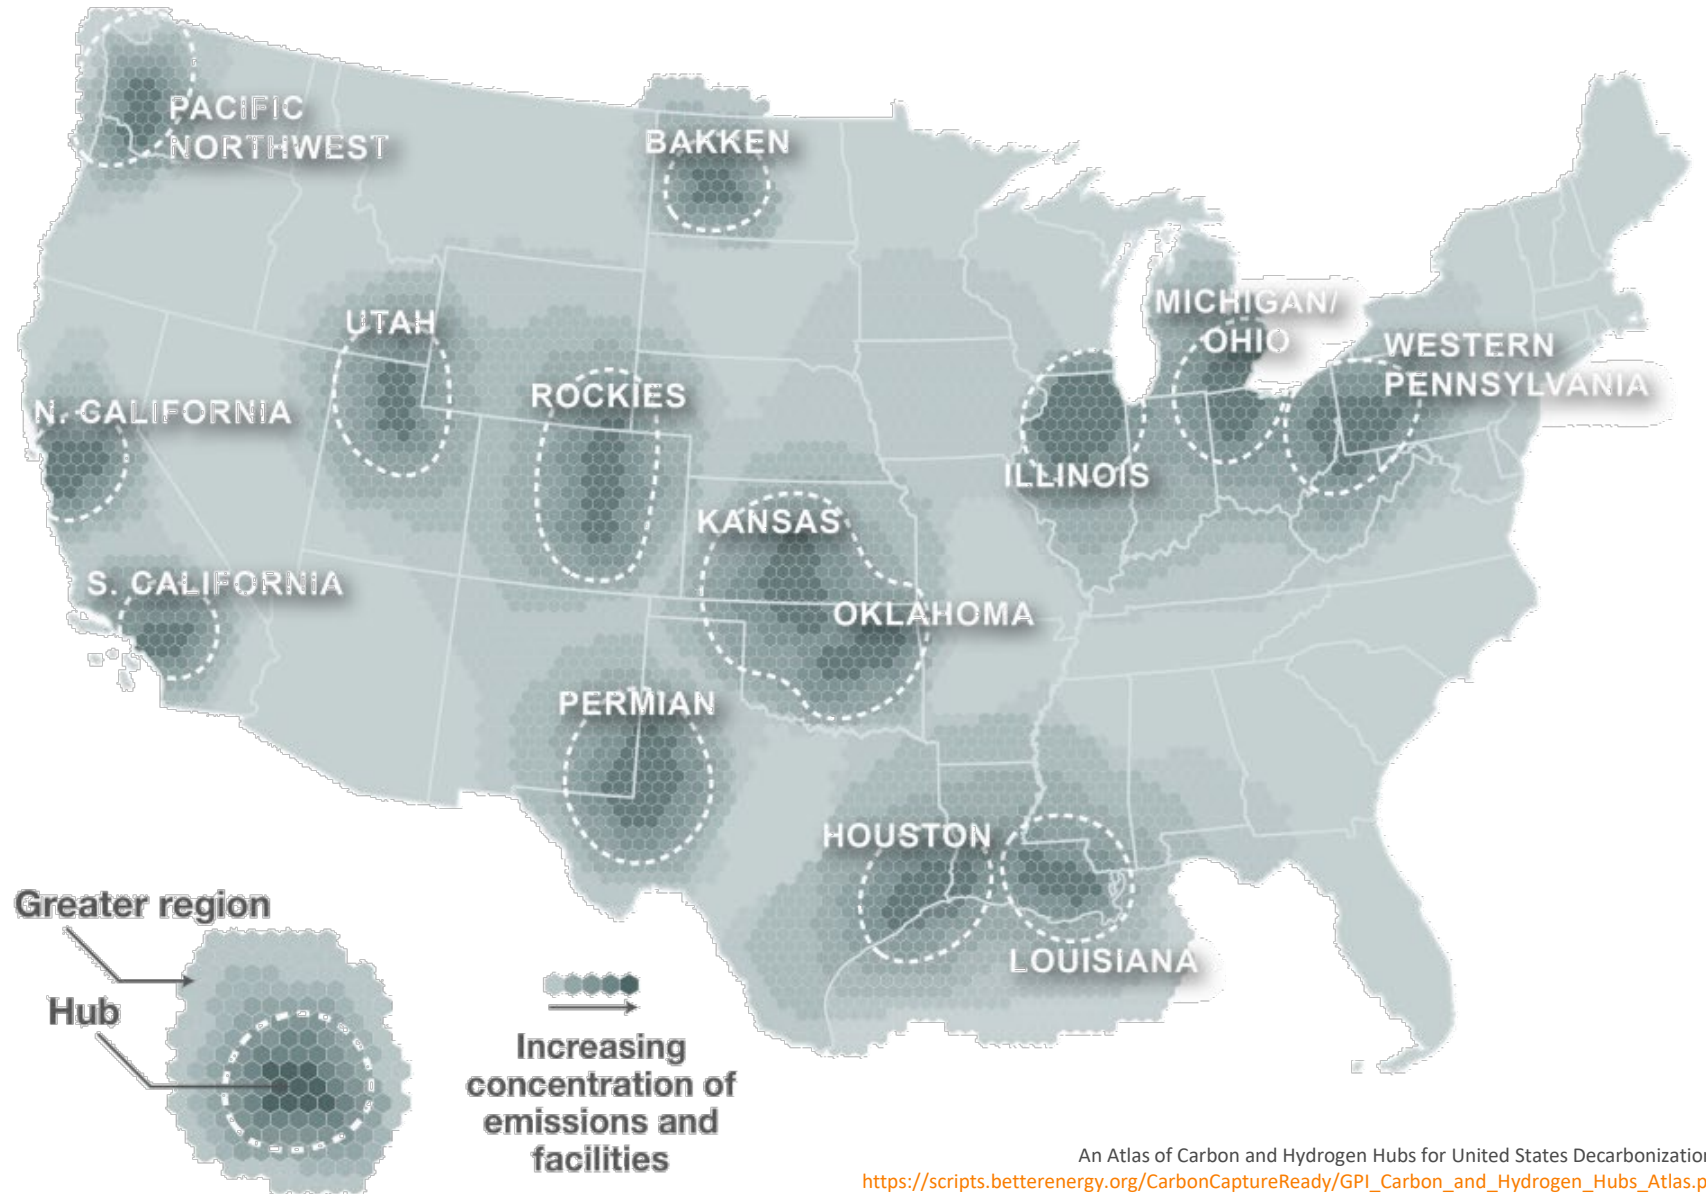 PACIFIC
NORTHWEST
BAKKEN
UTAH
ROCKIES
N. CALIFORNIA
S. CALIFORNIA
KANSAS
OKLAHOMA
PERMIAN
ILLINOIS
MICHIGAN/
OHIO
WESTERN
PENNSYLVANIA
HOUSTON
LOUISIANA
Greater region
Hub
Increasing
concentration of
emissions and
facilities
An Atlas of Carbon and Hydrogen Hubs for United States Decarbonization
https://scripts.betterenergy.org/CarbonCaptureReady/GPI_Carbon_and_Hydrogen_Hubs_Atlas.p